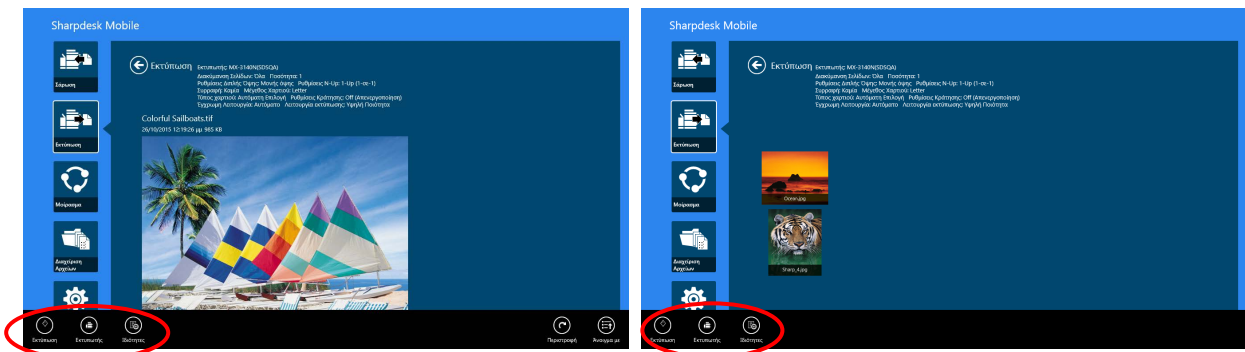 Sharpdesk Mobile
Σάρωση
Εκτύπωση
Μοίρασμα
Διαχείριση
Αρχείων
Εκτύπωση
Εκτυπωτής: MX-3140N(SDSQA)
Διακύμανση Σελίδων: Όλα Ποσότητα: 1
Ρυθμίσεις Διπλής Όψης: Μονής όψης Ρυθμίσεις N-Up: 1-Up (1-σε-1)
Συρραφή: Καμία Μέγεθος Χαρτιού: Letter
Τύπος χαρτιού: Αυτόματη Επιλογή Ρυθμίσεις Κράτησης: Off (Απενεργοποίηση)
Έγχρωμη Λειτουργία: Αυτόματο Λειτουργία εκτύπωσης: Υψηλή Ποιότητα
Colorful Sailboats.tif
26/10/2015 12:19:26 μμ 985 KB
Εκτύπωση Εκτυπωτής Ιδιότητες Περιστροφή Άνοιγμα με
Sharpdesk Mobile
Σάρωση
Εκτύπωση
Μοίρασμα
Διαχείριση
Αρχείων
Εκτύπωση
Εκτυπωτής: MX-3140N(SDSQA)
Διακύμανση Σελίδων: Όλα Ποσότητα: 1
Ρυθμίσεις Διπλής Όψης: Μονής όψης Ρυθμίσεις N-Up: 1-Up (1-σε-1)
Συρραφή: Καμία Μέγεθος Χαρτιού: Letter
Τύπος χαρτιού: Αυτόματη Επιλογή Ρυθμίσεις Κράτησης: Off (Απενεργοποίηση)
Έγχρωμη Λειτουργία: Αυτόματο Λειτουργία εκτύπωσης: Υψηλή Ποιότητα
Ocean.jpg
Sharp_4.jpg
Εκτύπωση Εκτυπωτής Ιδιότητες